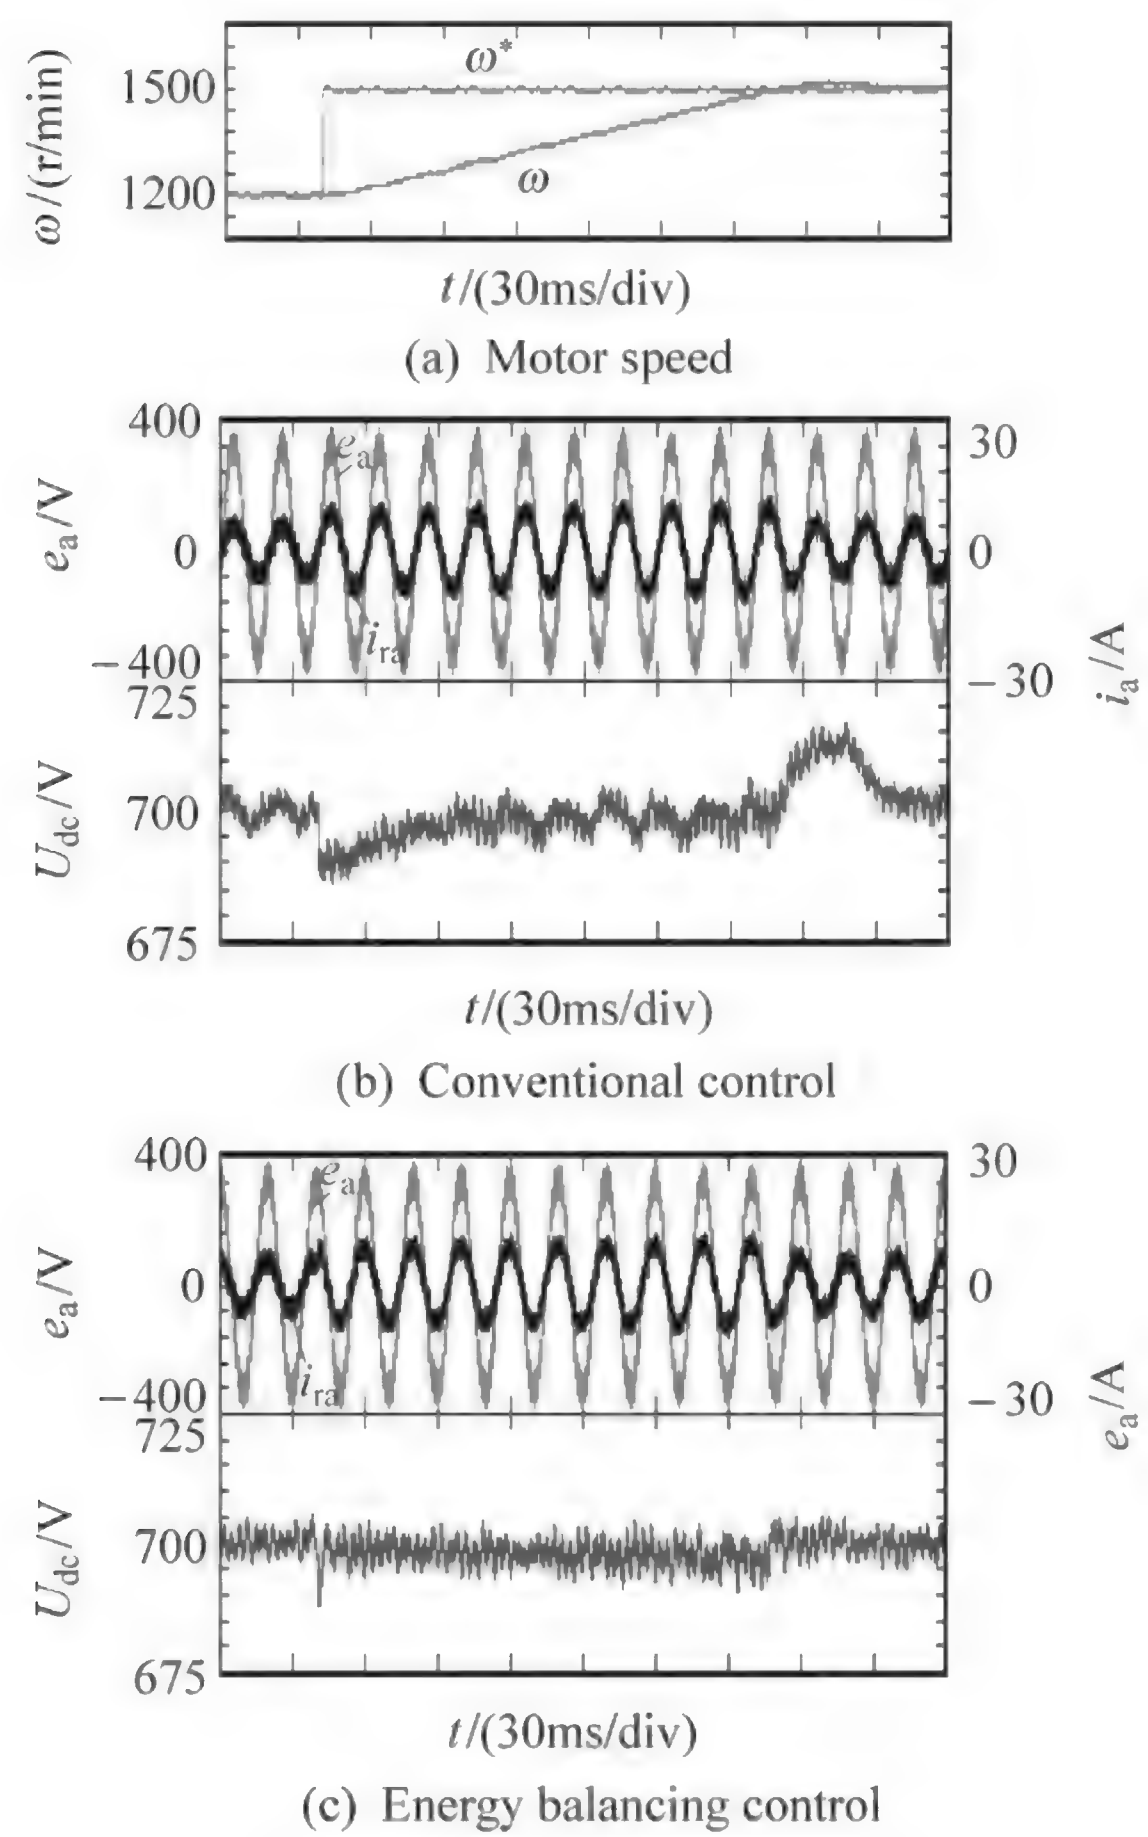 ω/(r/min)
1500
1200
ω*
ω
t/(30ms/div)
(a) Motor speed
400
0
−400
e_a/V
e_a
i_ra
30
0
−30
i_a/A
725
700
675
U_dc/V
t/(30ms/div)
(b) Conventional control
400
0
−400
e_a/V
e_a
i_ra
30
0
−30
e_a/A
725
700
675
U_dc/V
t/(30ms/div)
(c) Energy balancing control